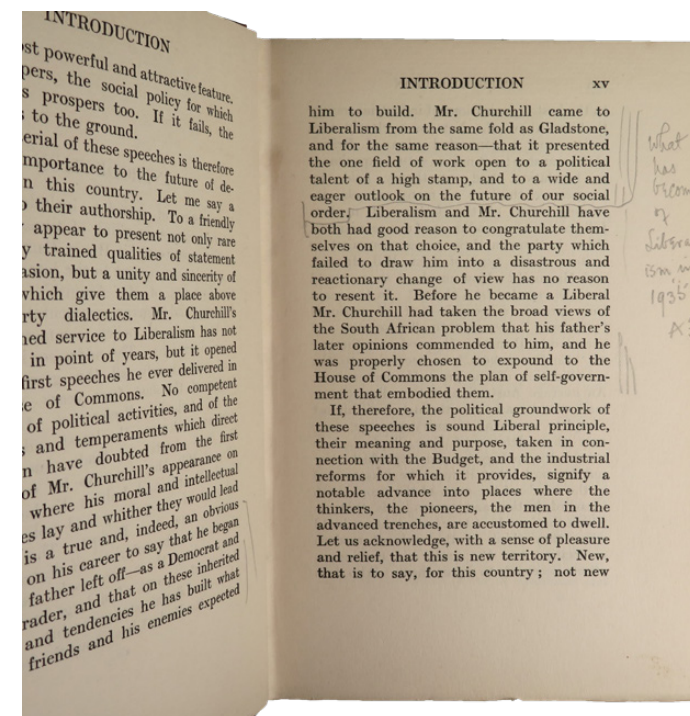 INTRODUCTION
ost powerful and attractive feature.
pers, the social policy for which
s prospers too. If it fails, the
s to the ground.
erial of these speeches is therefore
mportance to the future of de-
n this country. Let me say a
o their authorship. To a friendly
appear to present not only rare
y trained qualities of statement
asion, but a unity and sincerity of
which give them a place above
rty dialectics. Mr. Churchill's
ned service to Liberalism has not
in point of years, but it opened
first speeches he ever delivered in
e of Commons. No competent
of political activities, and of the
s and temperaments which direct
n have doubted from the first
of Mr. Churchill's appearance on
where his moral and intellectual
es lay and whither they would lead
is a true and, indeed, an obvious
on his career to say that he began
father left off—as a Democrat and
rader, and that on these inherited
and tendencies he has built what
friends and his enemies expected
INTRODUCTION xv
him to build. Mr. Churchill came to
Liberalism from the same fold as Gladstone,
and for the same reason—that it presented
the one field of work open to a political
talent of a high stamp, and to a wide and
eager outlook on the future of our social
order. Liberalism and Mr. Churchill have
both had good reason to congratulate them-
selves on that choice, and the party which
failed to draw him into a disastrous and
reactionary change of view has no reason
to resent it. Before he became a Liberal
Mr. Churchill had taken the broad views of
the South African problem that his father's
later opinions commended to him, and he
was properly chosen to expound to the
House of Commons the plan of self-govern-
ment that embodied them.
If, therefore, the political groundwork of
these speeches is sound Liberal principle,
their meaning and purpose, taken in con-
nection with the Budget, and the industrial
reforms for which it provides, signify a
notable advance into places where the
thinkers, the pioneers, the men in the
advanced trenches, are accustomed to dwell.
Let us acknowledge, with a sense of pleasure
and relief, that this is new territory. New,
that is to say, for this country; not new
What
has
becom
of
Libera
ism in
1935
A.